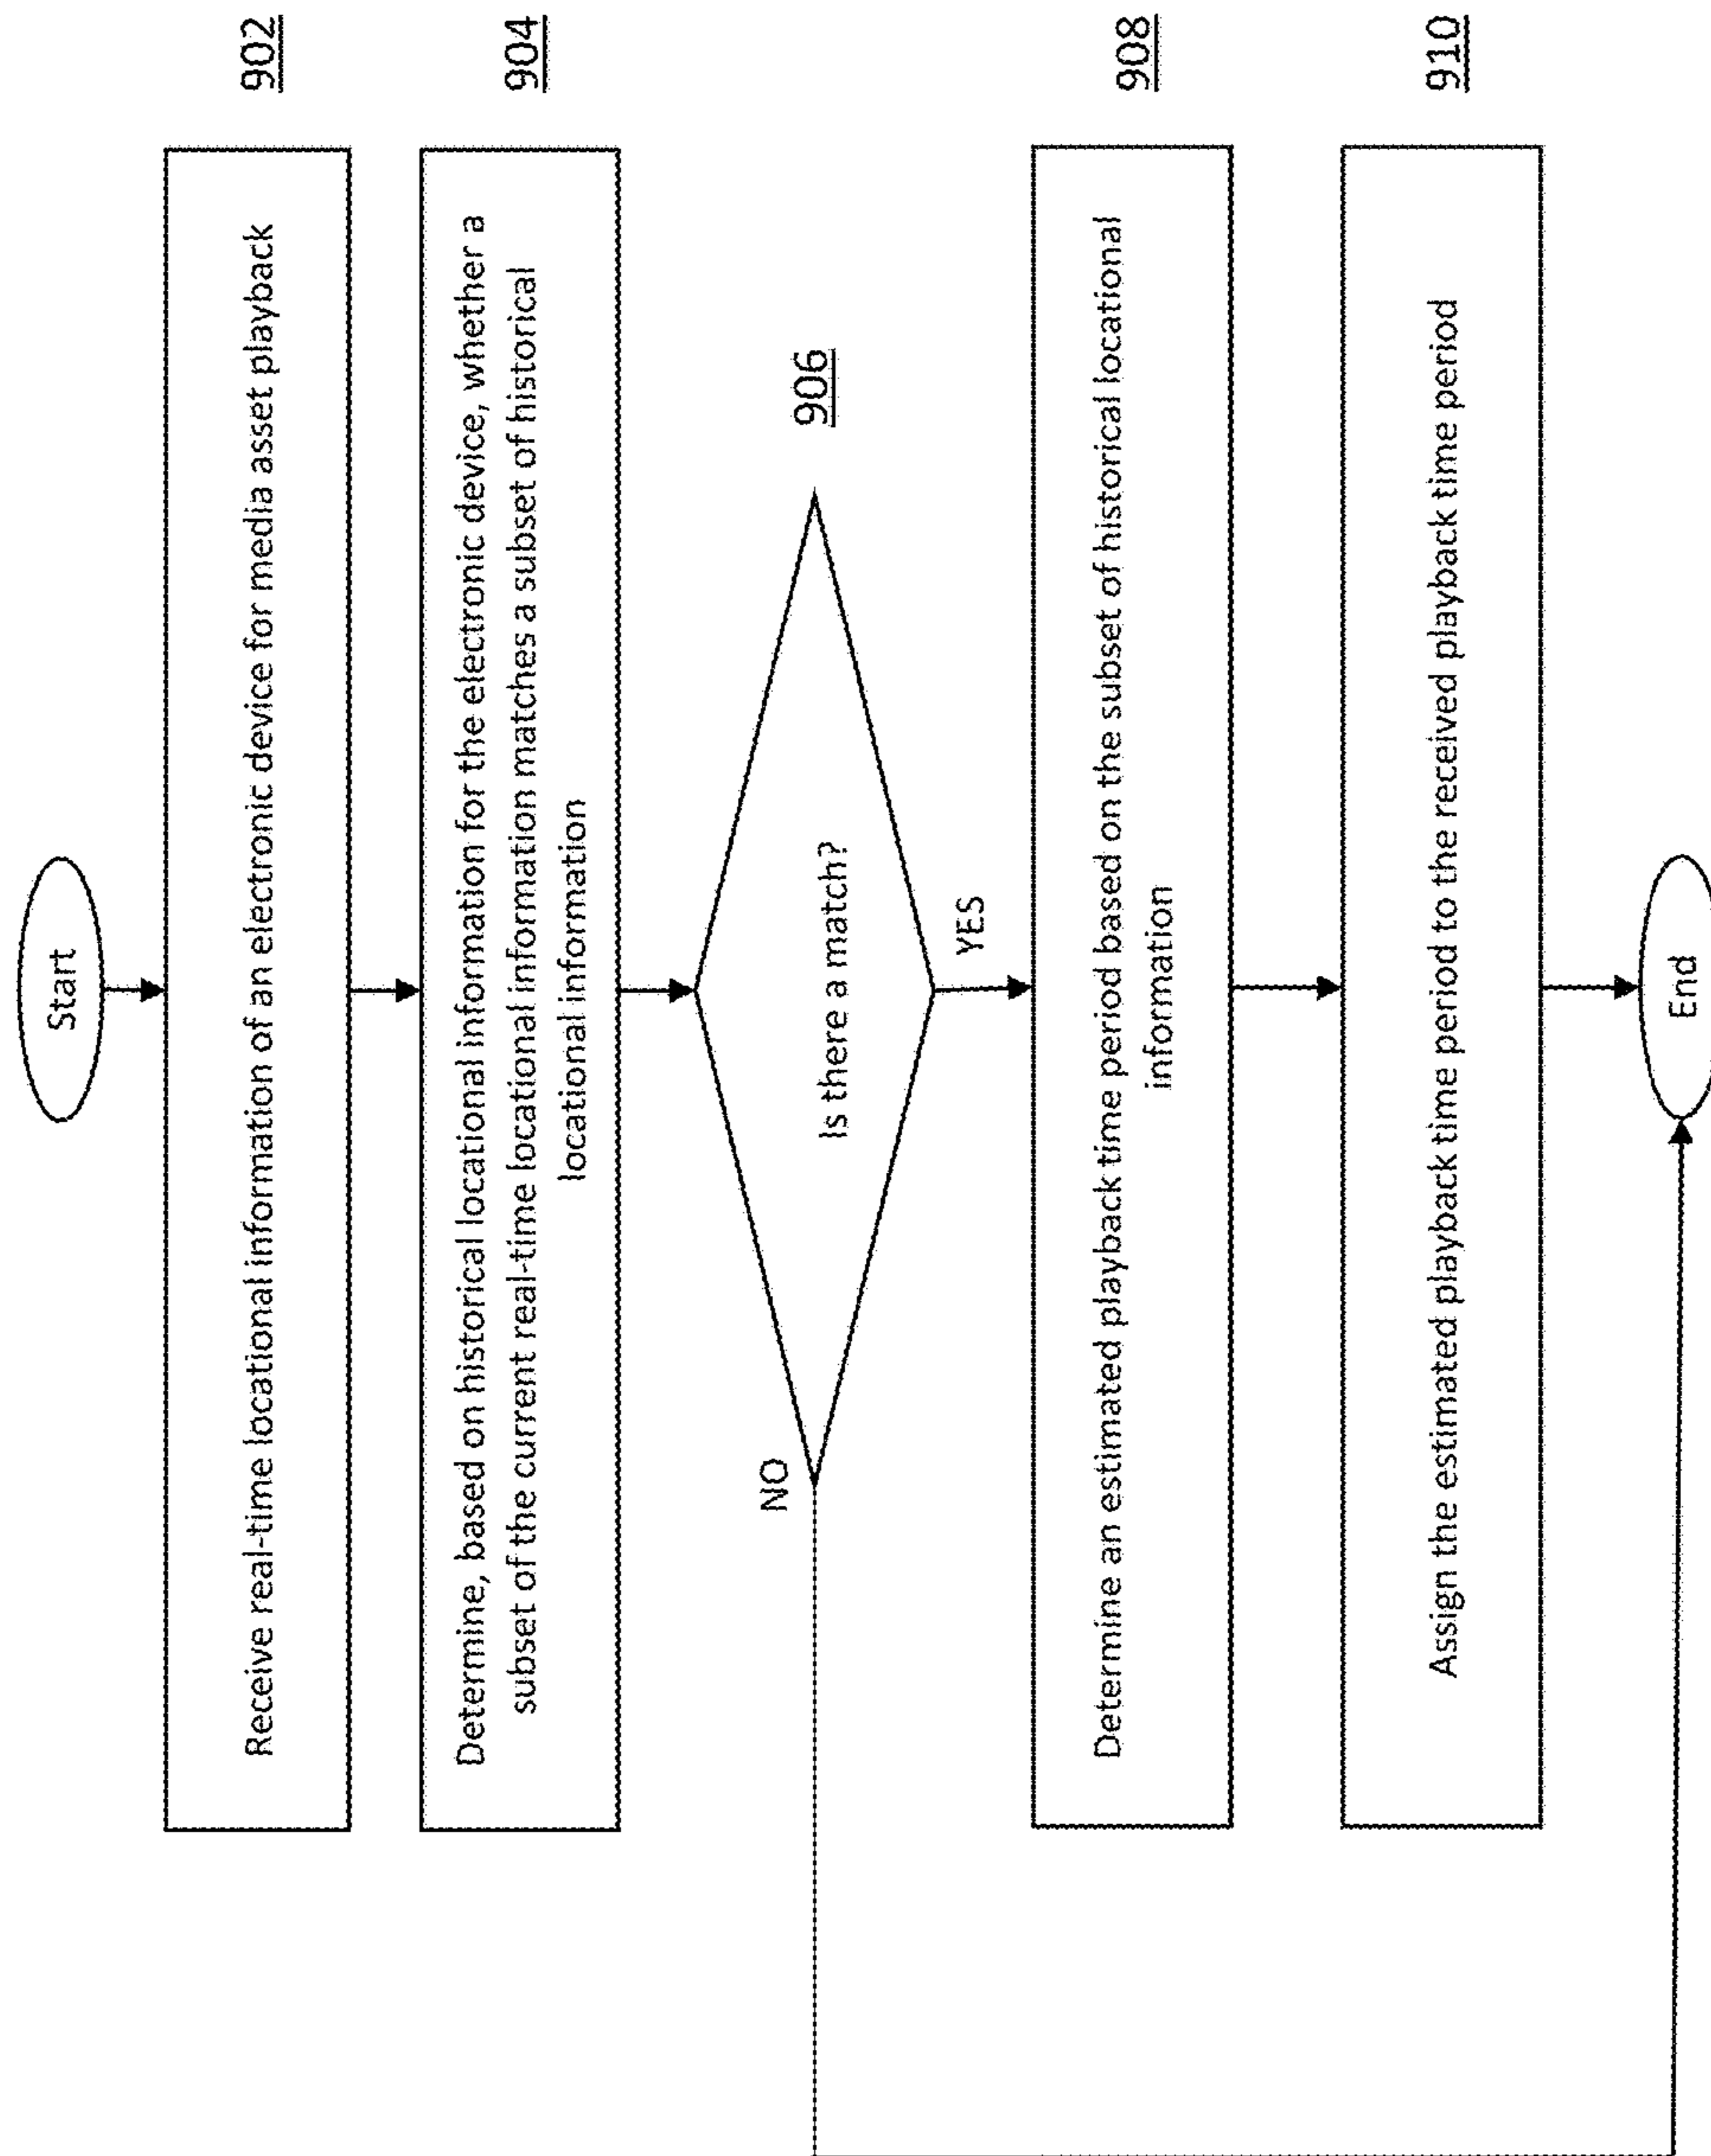 Start
Receive real-time locational information of an electronic device for media asset playback
902
Determine, based on historical locational information for the electronic device, whether a
subset of the current real-time locational information matches a subset of historical
locational information
904
Is there a match?
906
NO
YES
Determine an estimated playback time period based on the subset of historical locational
information
908
Assign the estimated playback time period to the received playback time period
910
End